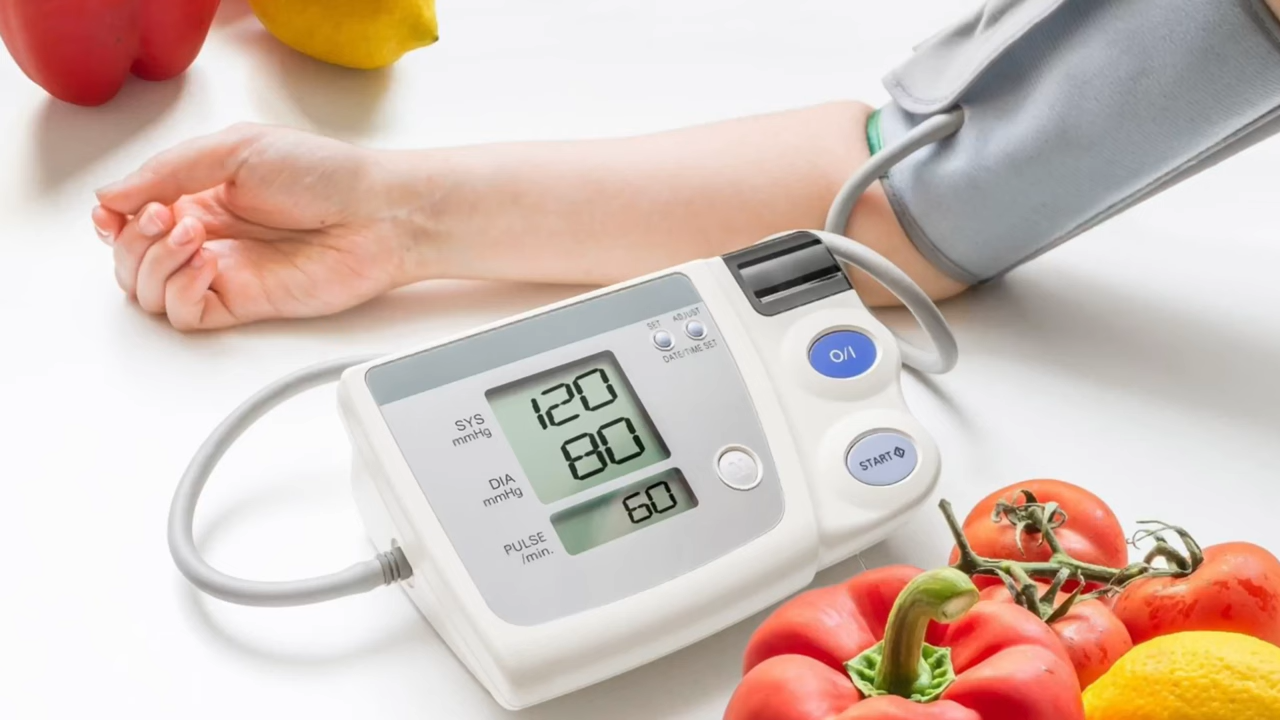 SET ADJUST
DATE/TIME SET
O/I
SYS
mmHg
120
DIA
mmHg
80
PULSE
/min.
60
START